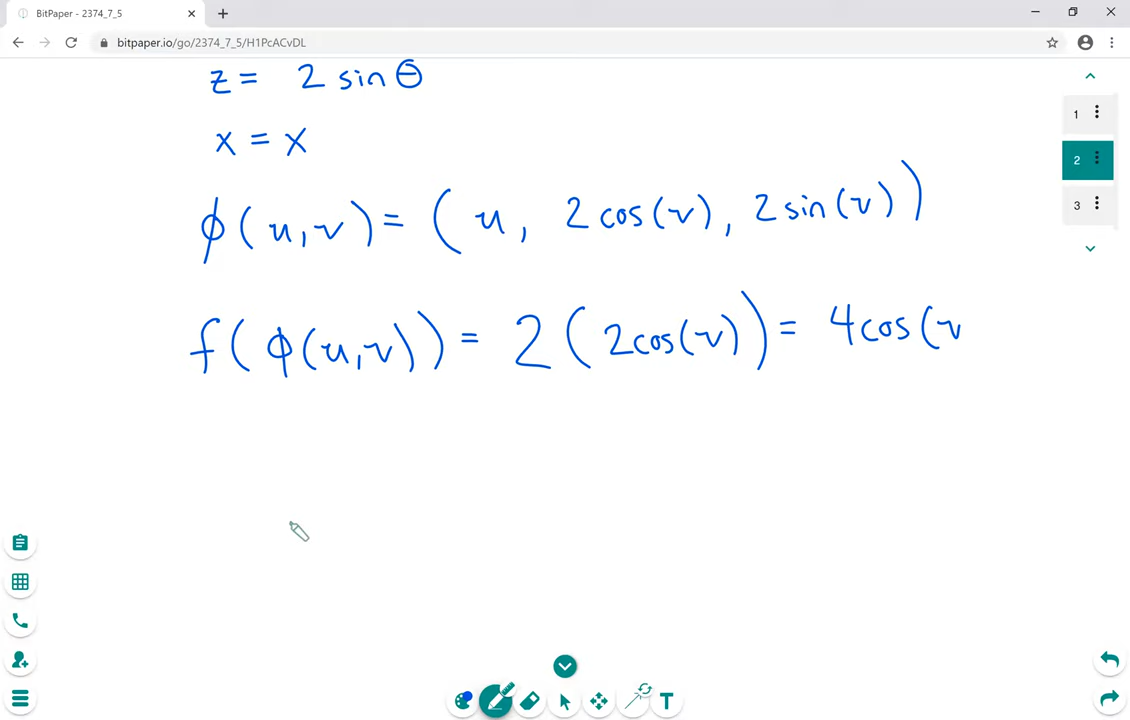 BitPaper - 2374_7_5
bitpaper.io/go/2374_7_5/H1PcACvDL
z = 2 sin θ
x = x
ϕ(u,v) = (u, 2cos(v), 2sin(v))
f(ϕ(u,v)) = 2(2cos(v)) = 4cos(v
1
2
3
T